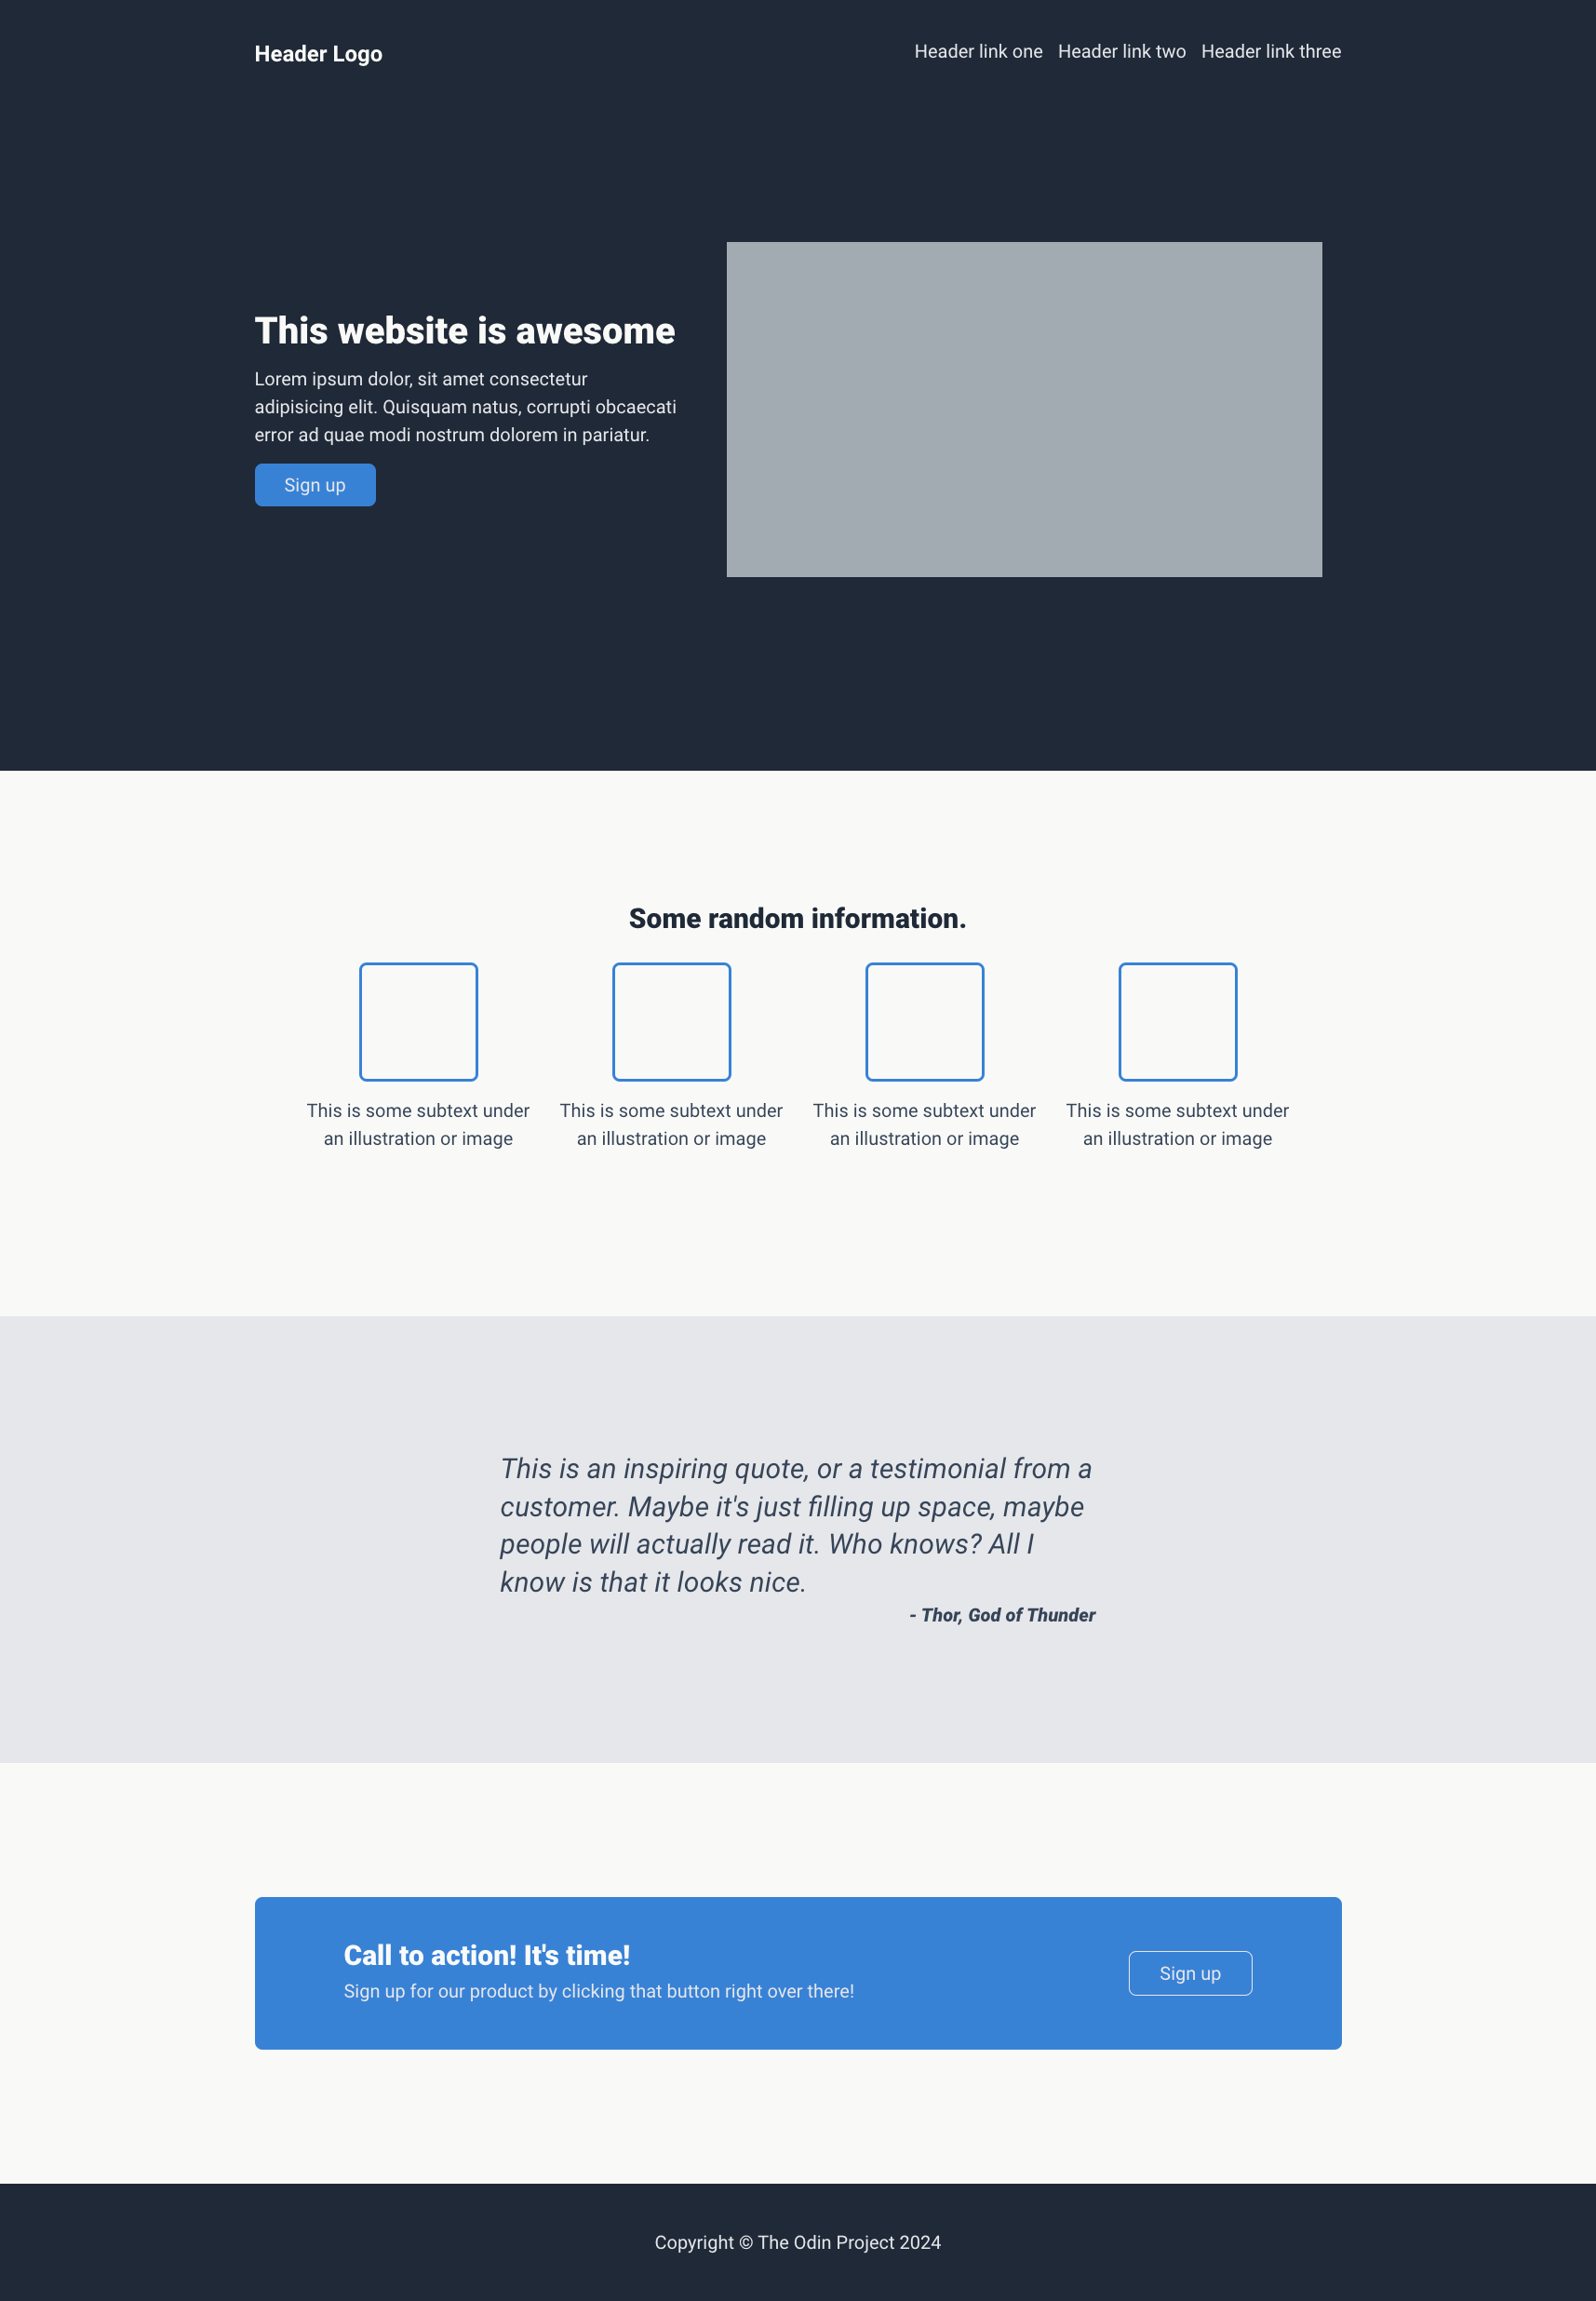 Header Logo
Header link one Header link two Header link three
This website is awesome
Lorem ipsum dolor, sit amet consectetur
adipisicing elit. Quisquam natus, corrupti obcaecati
error ad quae modi nostrum dolorem in pariatur.
Sign up
Some random information.
This is some subtext under
an illustration or image
This is some subtext under
an illustration or image
This is some subtext under
an illustration or image
This is some subtext under
an illustration or image
This is an inspiring quote, or a testimonial from a
customer. Maybe it's just filling up space, maybe
people will actually read it. Who knows? All I
know is that it looks nice.
- Thor, God of Thunder
Call to action! It's time!
Sign up for our product by clicking that button right over there!
Sign up
Copyright © The Odin Project 2024